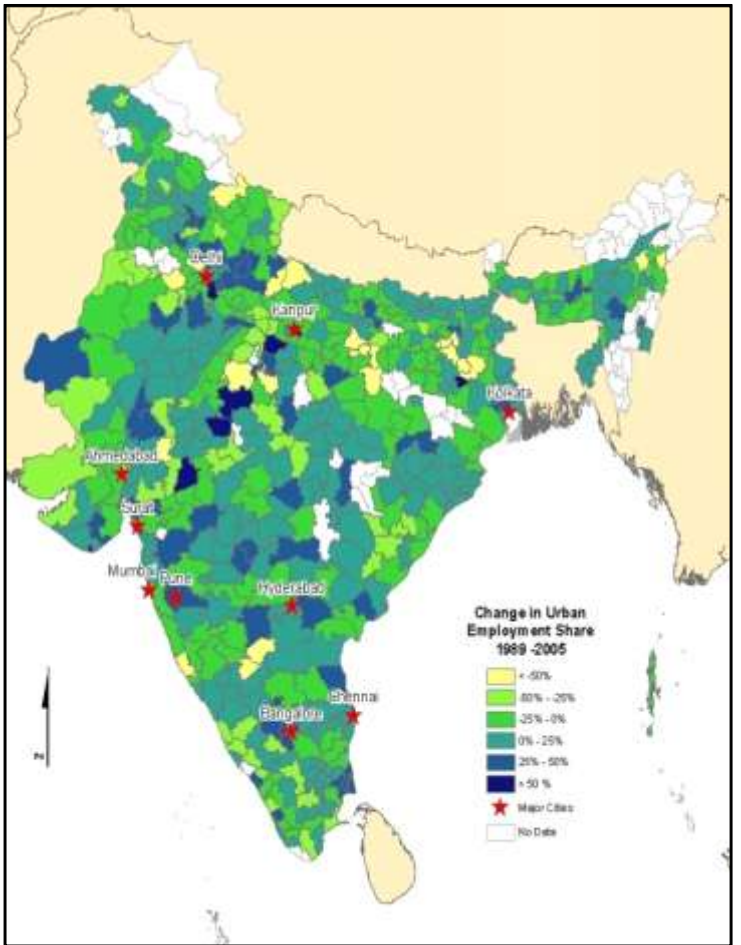 Delhi
Kanpur
Kolkata
Ahmedabad
Surat
Mumbai
Pune
Hyderabad
Chennai
Bangalore
Change in Urban
Employment Share
1989 -2005
< -50%
-50% - -25%
-25% - 0%
0% - 25%
25% - 50%
> 50 %
Major Cities
No Data
N